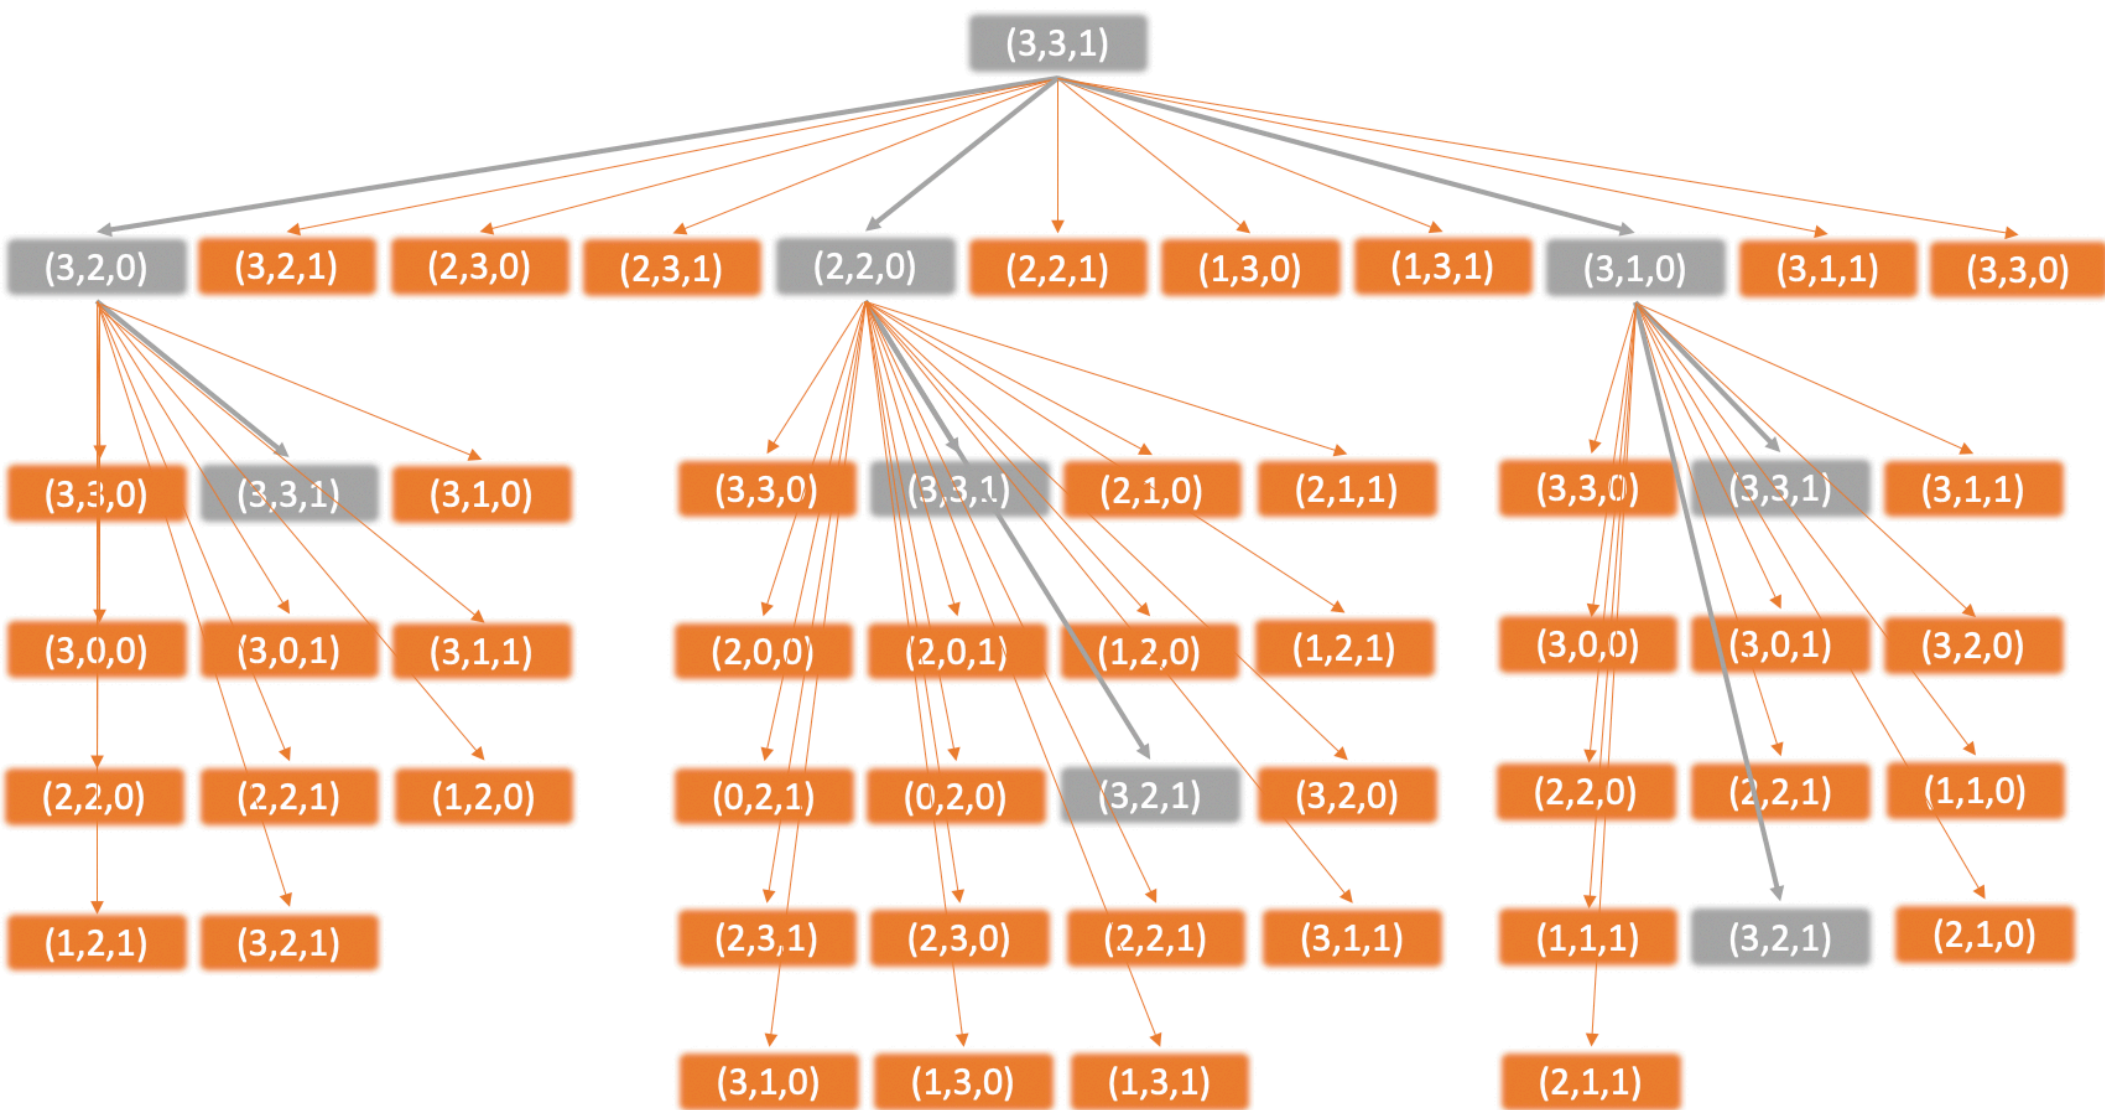 (3,3,1)
(3,2,0) (3,2,1) (2,3,0) (2,3,1) (2,2,0) (2,2,1) (1,3,0) (1,3,1) (3,1,0) (3,1,1) (3,3,0)
(3,3,0) (3,3,1) (3,1,0) (3,3,0) (3,3,1) (2,1,0) (2,1,1) (3,3,0) (3,3,1) (3,1,1)
(3,0,0) (3,0,1) (3,1,1) (2,0,0) (2,0,1) (1,2,0) (1,2,1) (3,0,0) (3,0,1) (3,2,0)
(2,2,0) (2,2,1) (1,2,0) (0,2,1) (0,2,0) (3,2,1) (3,2,0) (2,2,0) (2,2,1) (1,1,0)
(1,2,1) (3,2,1) (2,3,1) (2,3,0) (2,2,1) (3,1,1) (1,1,1) (3,2,1) (2,1,0)
(3,1,0) (1,3,0) (1,3,1) (2,1,1)